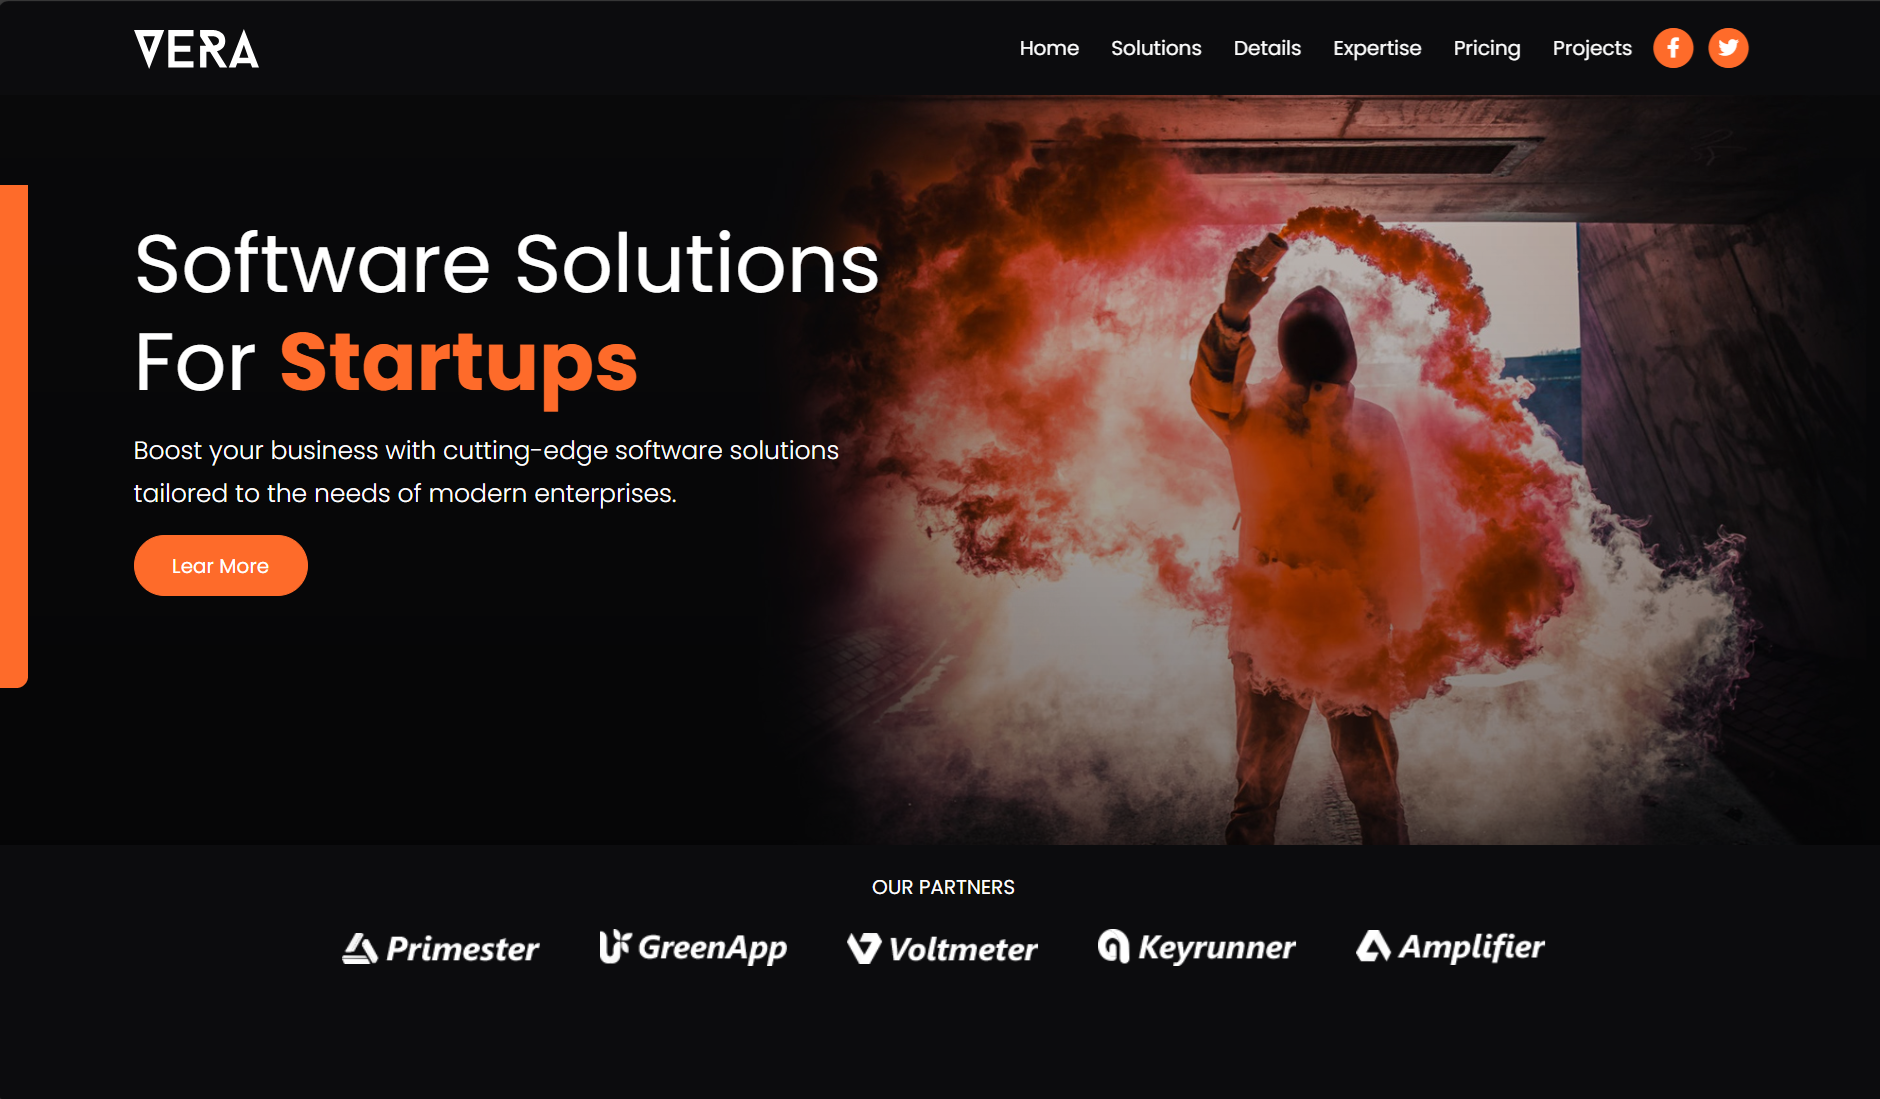 VERA
Home Solutions Details Expertise Pricing Projects
Software Solutions
For Startups
Boost your business with cutting-edge software solutions
tailored to the needs of modern enterprises.
Lear More
OUR PARTNERS
Primester GreenApp Voltmeter Keyrunner Amplifier